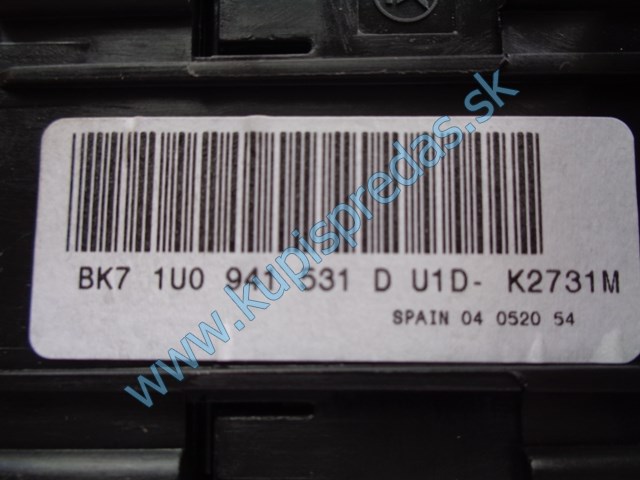 BK7 1U0 941 531 D U1D- K2731M
SPAIN 04 0520 54
www.kupispredas.sk